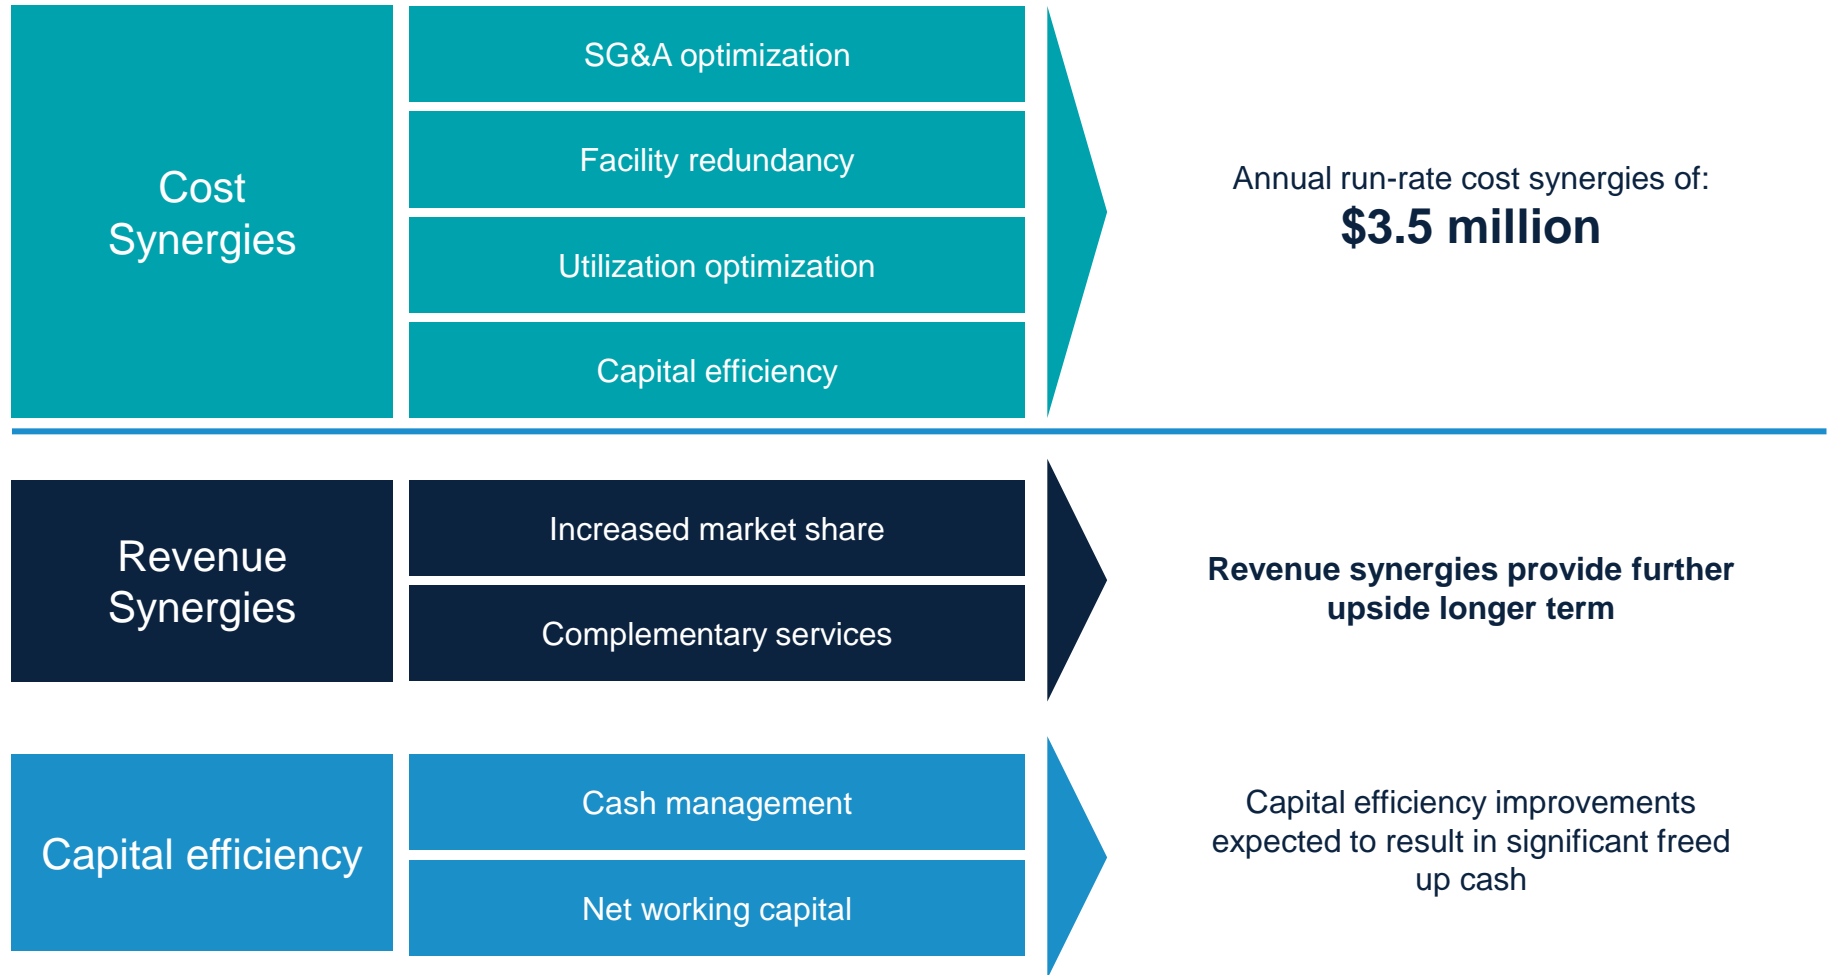 Cost
Synergies
SG&A optimization
Facility redundancy
Utilization optimization
Capital efficiency
Annual run-rate cost synergies of:
$3.5 million
Revenue
Synergies
Increased market share
Complementary services
Revenue synergies provide further
upside longer term
Capital efficiency
Cash management
Net working capital
Capital efficiency improvements
expected to result in significant freed
up cash